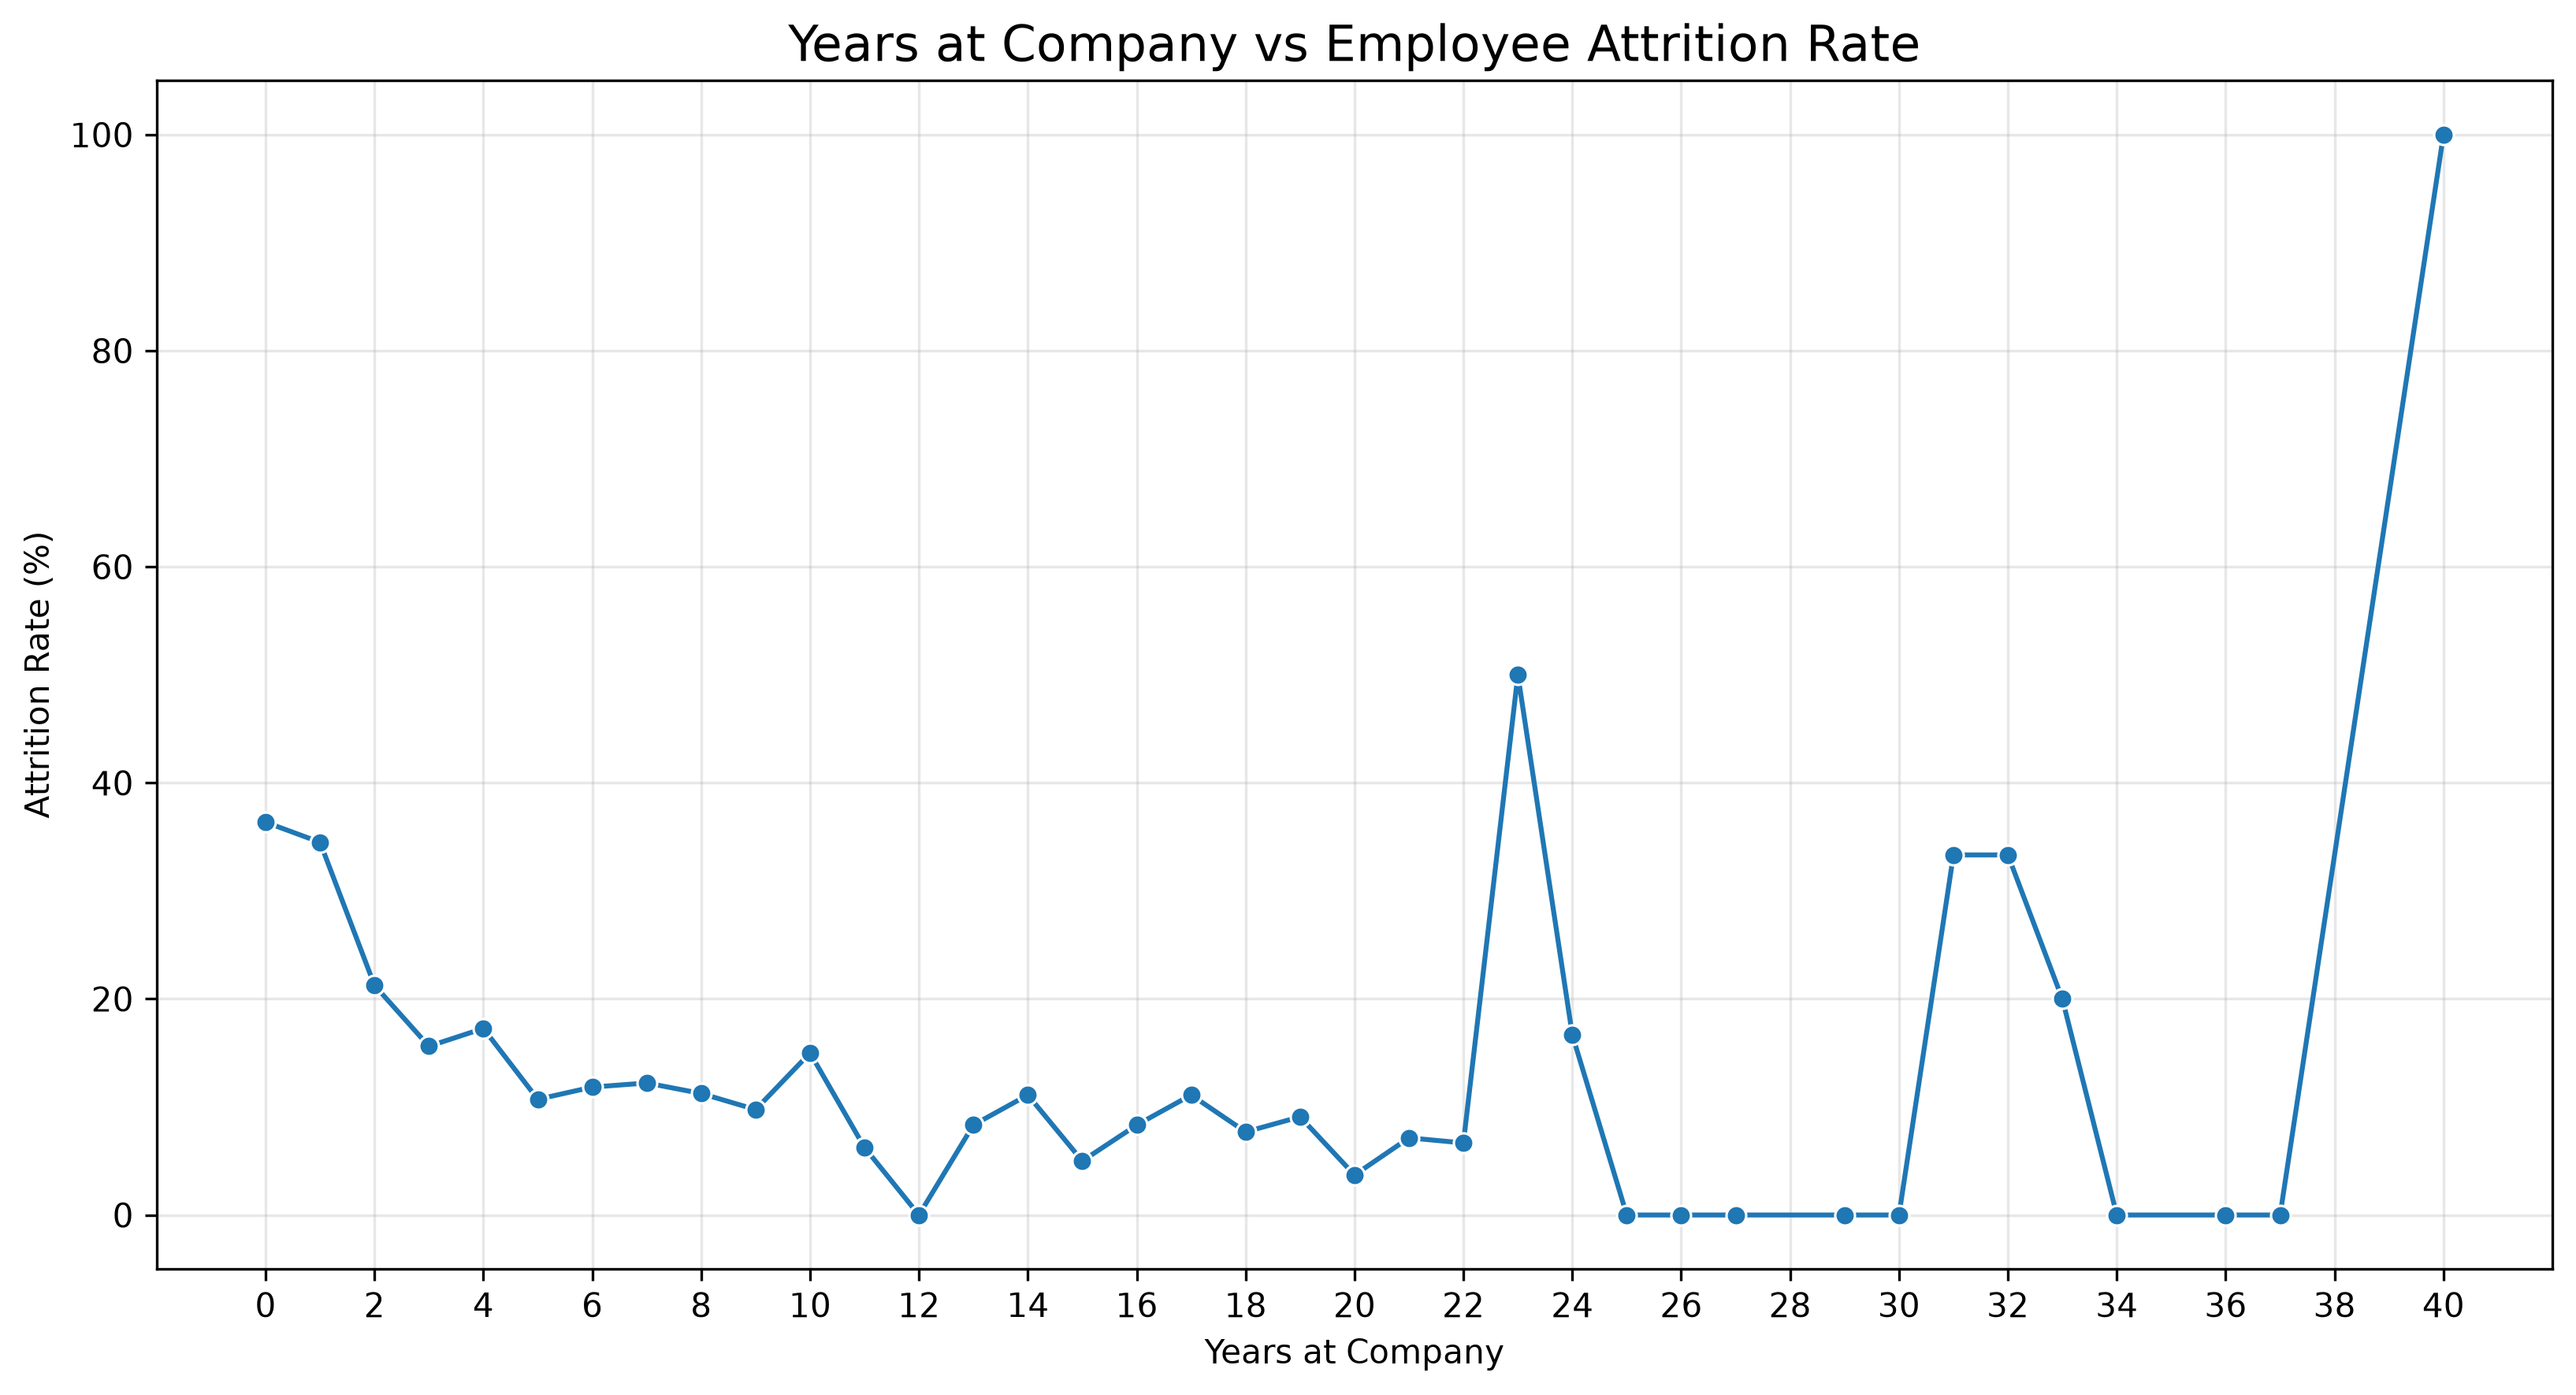 Years at Company vs Employee Attrition Rate
100
80
60
40
20
0
Attrition Rate (%)
0 2 4 6 8 10 12 14 16 18 20 22 24 26 28 30 32 34 36 38 40
Years at Company